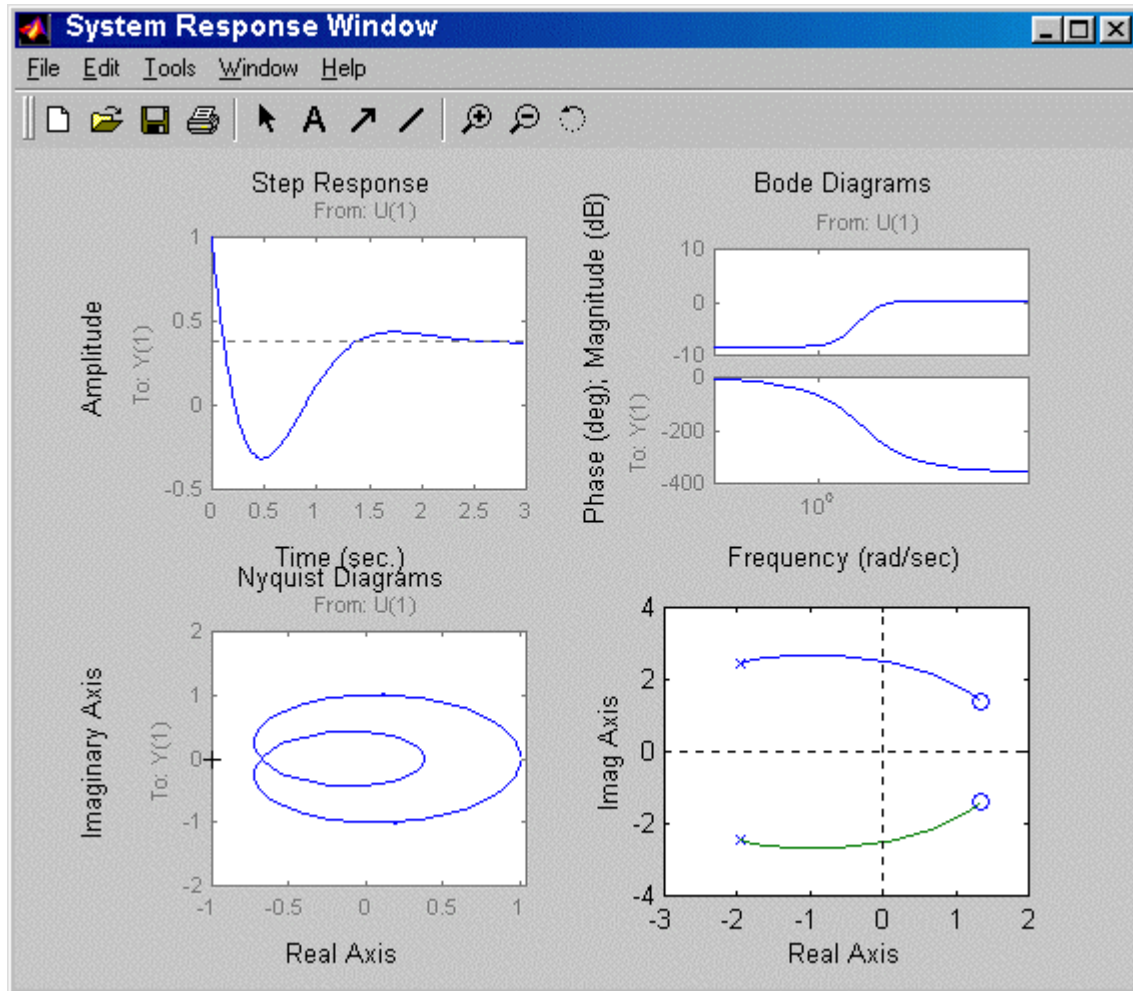 System Response Window
File Edit Tools Window Help
A
Step Response
From: U(1)
Amplitude
To: Y(1)
1
0.5
0
-0.5
0 0.5 1 1.5 2 2.5 3
Time (sec.)
Bode Diagrams
From: U(1)
Phase (deg); Magnitude (dB)
To: Y(1)
10
0
-10
0
-200
-400
10^0
Frequency (rad/sec)
Nyquist Diagrams
From: U(1)
Imaginary Axis
To: Y(1)
2
1
0
-1
-2
-1 -0.5 0 0.5 1
Real Axis
Imag Axis
4
2
0
-2
-4
-3 -2 -1 0 1 2
Real Axis